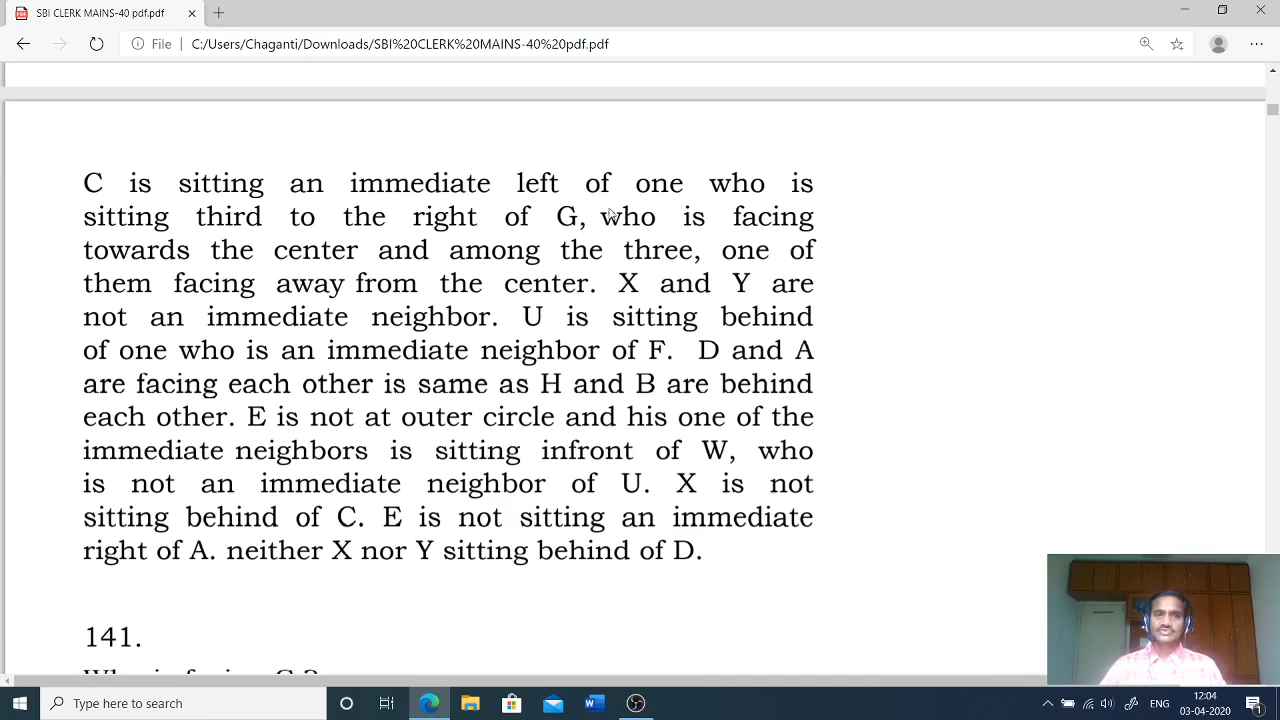 SBI CLERK MAINS-40 pdf.pdf
File C:/Users/Chaganti/Downloads/SBI%20CLERK%20MAINS-40%20pdf.pdf
C is sitting an immediate left of one who is
sitting third to the right of G, who is facing
towards the center and among the three, one of
them facing away from the center. X and Y are
not an immediate neighbor. U is sitting behind
of one who is an immediate neighbor of F. D and A
are facing each other is same as H and B are behind
each other. E is not at outer circle and his one of the
immediate neighbors is sitting infront of W, who
is not an immediate neighbor of U. X is not
sitting behind of C. E is not sitting an immediate
right of A. neither X nor Y sitting behind of D.
141.
Type here to search
ENG
12:04
03-04-2020